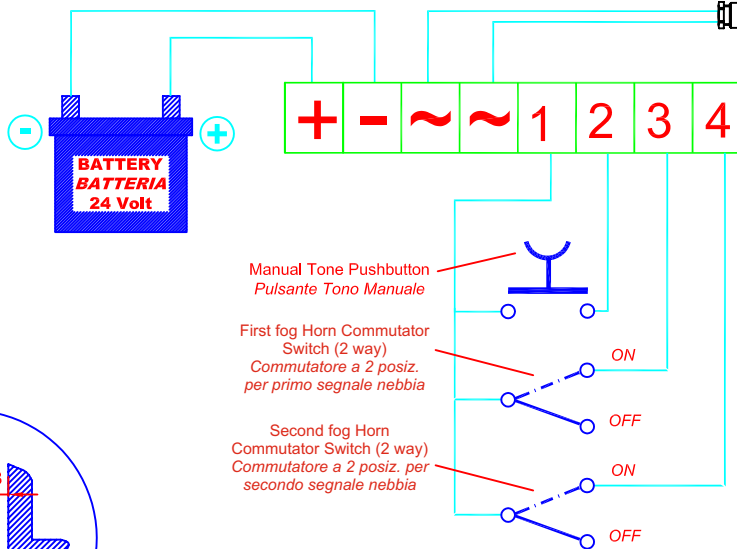 + - ~ ~ 1 2 3 4
- +
BATTERY
BATTERIA
24 Volt
Manual Tone Pushbutton
Pulsante Tono Manuale
First fog Horn Commutator
Switch (2 way)
Commutatore a 2 posiz.
per primo segnale nebbia
ON
OFF
Second fog Horn
Commutator Switch (2 way)
Commutatore a 2 posiz. per
secondo segnale nebbia
ON
OFF